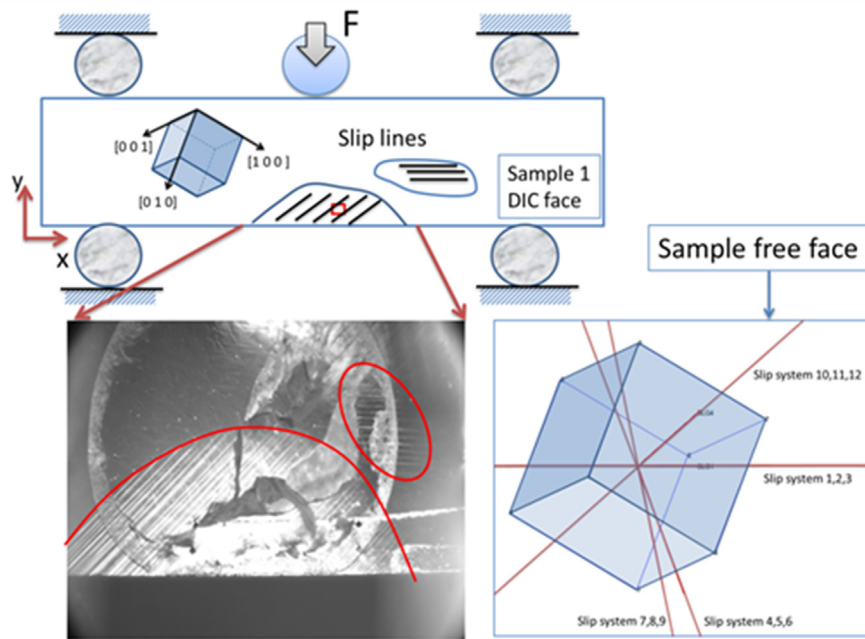 F
[0 0 1]
[1 0 0]
[0 1 0]
Slip lines
Sample 1
DIC face
y
x
Sample free face
Slip system 10,11,12
Slip system 1,2,3
Slip system 7,8,9
Slip system 4,5,6